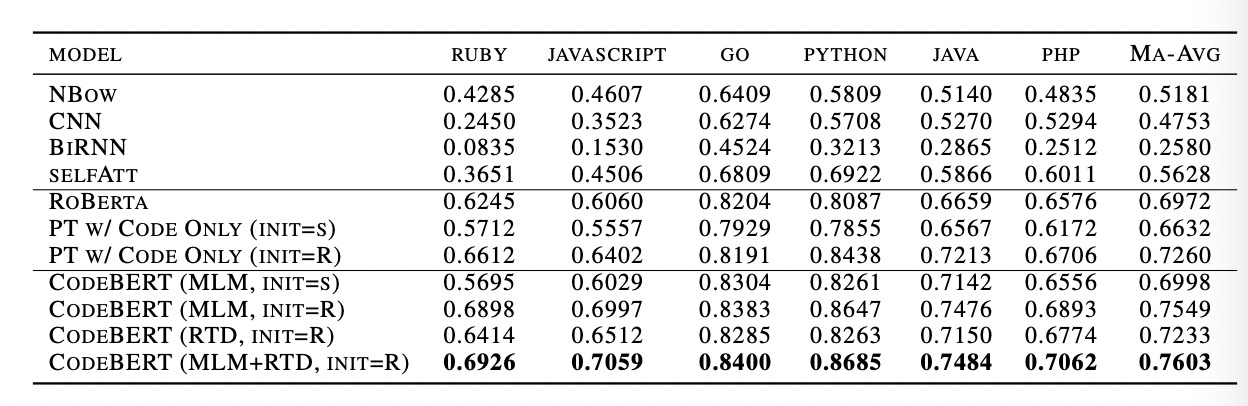 MODEL RUBY JAVASCRIPT GO PYTHON JAVA PHP MA-AVG
NBOW 0.4285 0.4607 0.6409 0.5809 0.5140 0.4835 0.5181
CNN 0.2450 0.3523 0.6274 0.5708 0.5270 0.5294 0.4753
BIRNN 0.0835 0.1530 0.4524 0.3213 0.2865 0.2512 0.2580
SELFATT 0.3651 0.4506 0.6809 0.6922 0.5866 0.6011 0.5628
ROBERTA 0.6245 0.6060 0.8204 0.8087 0.6659 0.6576 0.6972
PT W/ CODE ONLY (INIT=S) 0.5712 0.5557 0.7929 0.7855 0.6567 0.6172 0.6632
PT W/ CODE ONLY (INIT=R) 0.6612 0.6402 0.8191 0.8438 0.7213 0.6706 0.7260
CODEBERT (MLM, INIT=S) 0.5695 0.6029 0.8304 0.8261 0.7142 0.6556 0.6998
CODEBERT (MLM, INIT=R) 0.6898 0.6997 0.8383 0.8647 0.7476 0.6893 0.7549
CODEBERT (RTD, INIT=R) 0.6414 0.6512 0.8285 0.8263 0.7150 0.6774 0.7233
CODEBERT (MLM+RTD, INIT=R) 0.6926 0.7059 0.8400 0.8685 0.7484 0.7062 0.7603